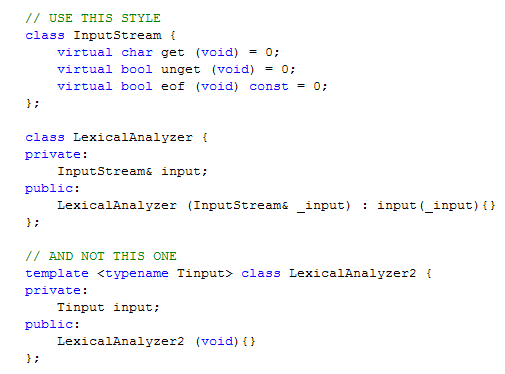 // USE THIS STYLE
class InputStream {
    virtual char get (void) = 0;
    virtual bool unget (void) = 0;
    virtual bool eof (void) const = 0;
};

class LexicalAnalyzer {
private:
    InputStream& input;
public:
    LexicalAnalyzer (InputStream& _input) : input(_input){}
};

// AND NOT THIS ONE
template <typename Tinput> class LexicalAnalyzer2 {
private:
    Tinput input;
public:
    LexicalAnalyzer2 (void){}
};